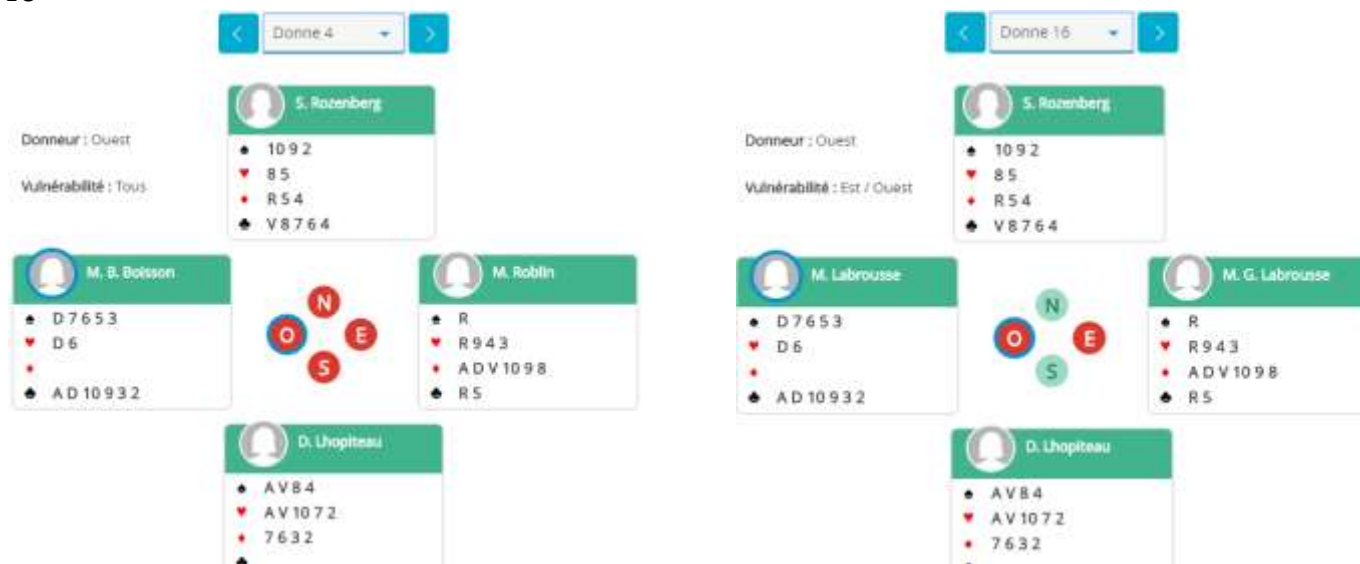 Donne 4
S. Rozenberg
Donneur : Ouest
Vulnérabilité : Tous
♠ 10 9 2
♥ 8 5
♦ R 5 4
♣ V 8 7 6 4
M. B. Boisson
♠ D 7 6 5 3
♥ D 6
♦
♣ A D 10 9 3 2
N
O
E
S
M. Roblin
♠ R
♥ R 9 4 3
♦ A D V 10 9 8
♣ R 5
D. Lhopiteau
♠ A V 8 4
♥ A V 10 7 2
♦ 7 6 3 2
Donne 16
S. Rozenberg
Donneur : Ouest
Vulnérabilité : Est / Ouest
♠ 10 9 2
♥ 8 5
♦ R 5 4
♣ V 8 7 6 4
M. Labrousse
♠ D 7 6 5 3
♥ D 6
♦
♣ A D 10 9 3 2
N
O
E
S
M. G. Labrousse
♠ R
♥ R 9 4 3
♦ A D V 10 9 8
♣ R 5
D. Lhopiteau
♠ A V 8 4
♥ A V 10 7 2
♦ 7 6 3 2